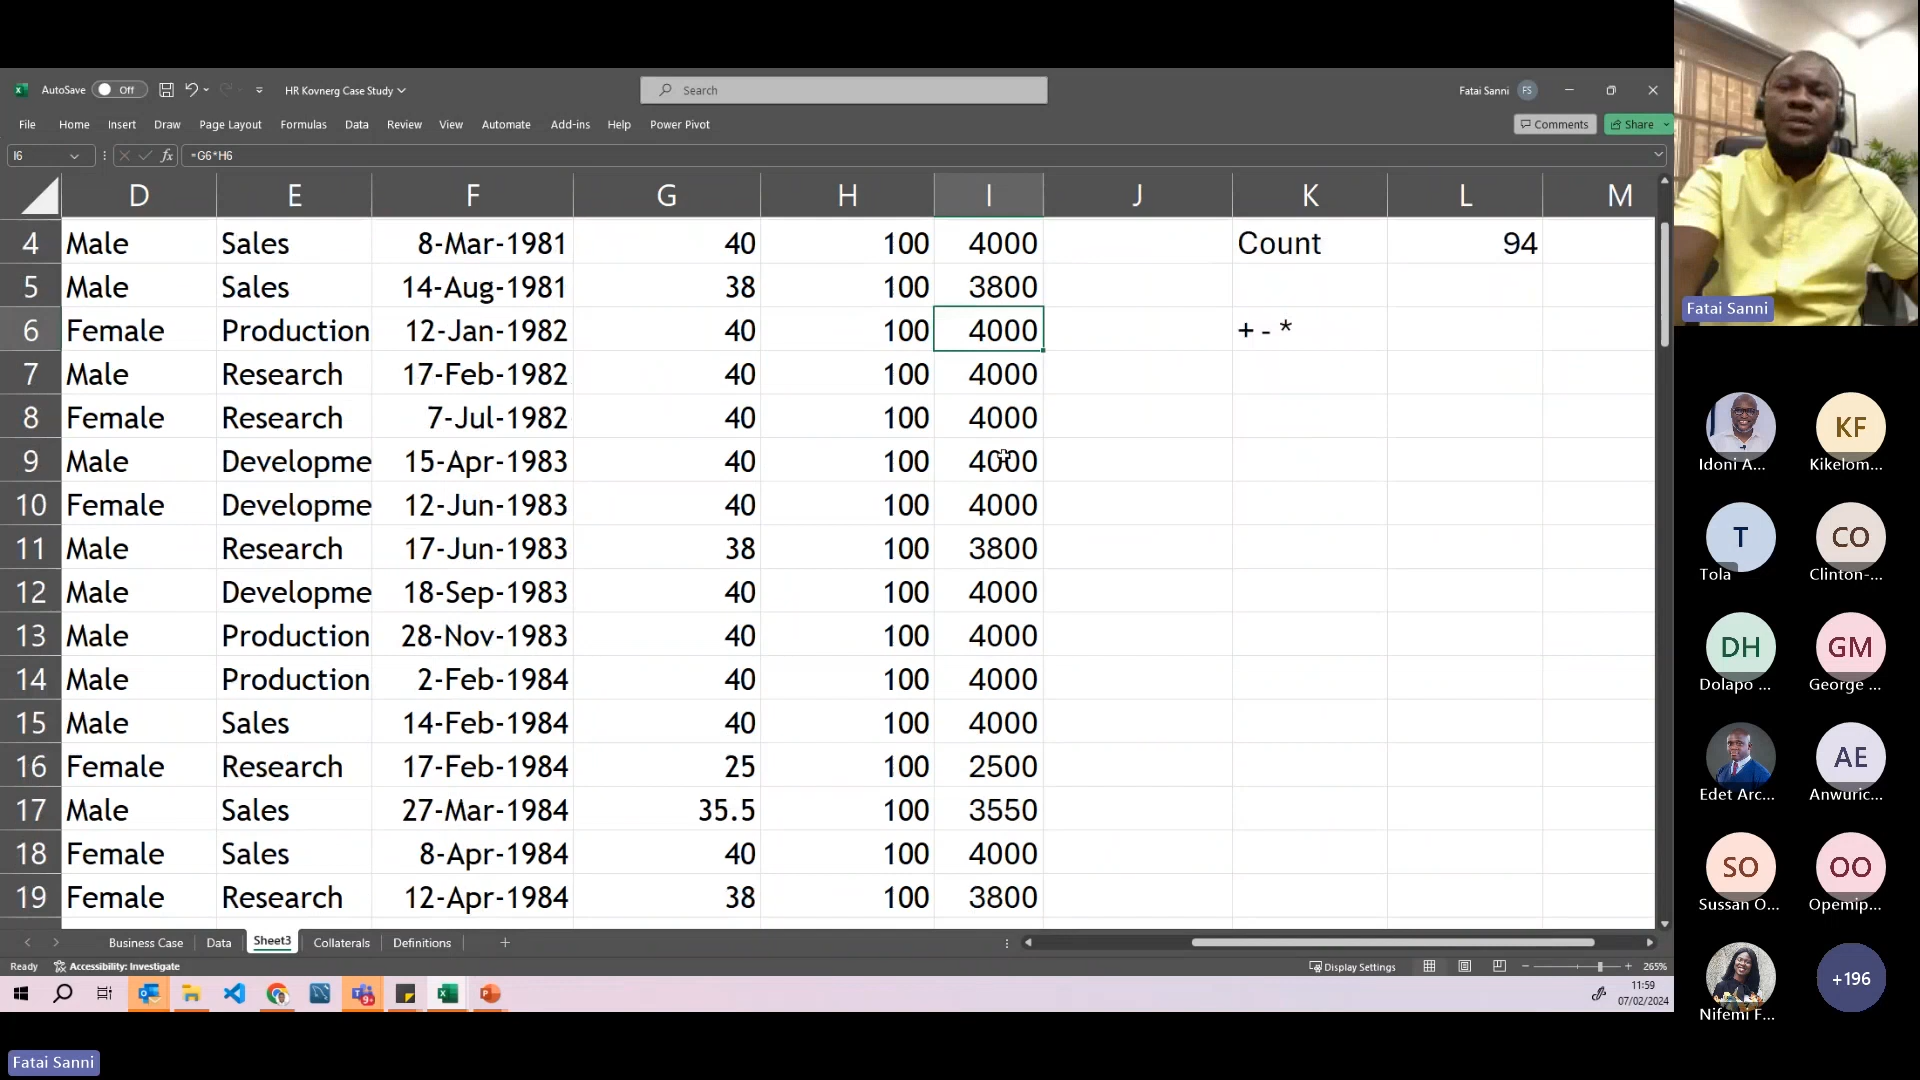 AutoSave Off HR Kovnerg Case Study Search Fatai Sanni FS
File Home Insert Draw Page Layout Formulas Data Review View Automate Add-ins Help Power Pivot Comments Share
I6 fx =G6*H6
D E F G H I J K L M
4 Male Sales 8-Mar-1981 40 100 4000 Count 94
5 Male Sales 14-Aug-1981 38 100 3800
6 Female Production 12-Jan-1982 40 100 4000 + - *
7 Male Research 17-Feb-1982 40 100 4000
8 Female Research 7-Jul-1982 40 100 4000
9 Male Developme 15-Apr-1983 40 100 4000
10 Female Developme 12-Jun-1983 40 100 4000
11 Male Research 17-Jun-1983 38 100 3800
12 Male Developme 18-Sep-1983 40 100 4000
13 Male Production 28-Nov-1983 40 100 4000
14 Male Production 2-Feb-1984 40 100 4000
15 Male Sales 14-Feb-1984 40 100 4000
16 Female Research 17-Feb-1984 25 100 2500
17 Male Sales 27-Mar-1984 35.5 100 3550
18 Female Sales 8-Apr-1984 40 100 4000
19 Female Research 12-Apr-1984 38 100 3800
Business Case Data Sheet3 Collaterals Definitions +
Ready Accessibility: Investigate Display Settings 265%
11:59
07/02/2024
Fatai Sanni
Fatai Sanni
KF
Idoni A... Kikelom...
T CO
Tola Clinton-...
DH GM
Dolapo ... George ...
AE
Edet Arc... Anwuric...
SO OO
Sussan O... Opemip...
+196
Nifemi F...